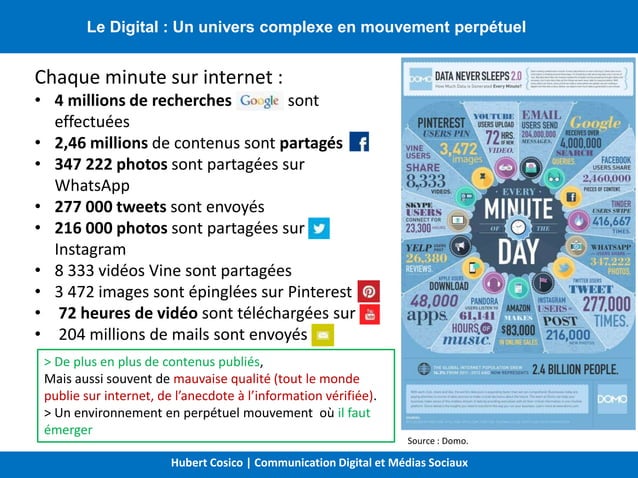 Le Digital : Un univers complexe en mouvement perpétuel
Chaque minute sur internet :
• 4 millions de recherches Google sont
effectuées
• 2,46 millions de contenus sont partagés
• 347 222 photos sont partagées sur
WhatsApp
• 277 000 tweets sont envoyés
• 216 000 photos sont partagées sur
Instagram
• 8 333 vidéos Vine sont partagées
• 3 472 images sont épinglées sur Pinterest
• 72 heures de vidéo sont téléchargées sur
• 204 millions de mails sont envoyés
> De plus en plus de contenus publiés,
Mais aussi souvent de mauvaise qualité (tout le monde
publie sur internet, de l’anecdote à l’information vérifiée).
> Un environnement en perpétuel mouvement où il faut
émerger
DOMO
DATA NEVER SLEEPS 2.0
How Much Data is Generated Every Minute?
PINTEREST
USERS PIN
3,472
images
YOUTUBE
USERS UPLOAD
72 HRS.
OF NEW
VIDEO.
EMAIL
USERS SEND
204,000,000
MESSAGES.
Google
RECEIVES OVER
4,000,000
SEARCH
QUERIES.
VINE
USERS
SHARE
8,333
VIDEOS.
FACEBOOK
USERS SHARE
2,460,000
PIECES OF CONTENT.
SKYPE
USERS
CONNECT FOR
23,300
HOURS.
EVERY
MINUTE
OF THE
DAY
TINDER
USERS SWIPE
416,667
TIMES.
YELP USERS
POST
26,380
REVIEWS.
WHATSAPP
USERS SHARE
347,222
PHOTOS.
APPLE USERS
DOWNLOAD
48,000
apps.
PANDORA
USERS LISTEN TO
61,141
HOURS OF
music.
AMAZON
MAKES
$83,000
IN ONLINE SALES.
INSTAGRAM
USERS
POST
216,000
NEW PHOTOS.
TWITTER USERS
TWEET
277,000
TIMES.
THE GLOBAL INTERNET POPULATION GREW
14.3% FROM 2011-2013 AND NOW REPRESENTS
2.4 BILLION PEOPLE.
DOMO
Source : Domo.
Hubert Cosico | Communication Digital et Médias Sociaux